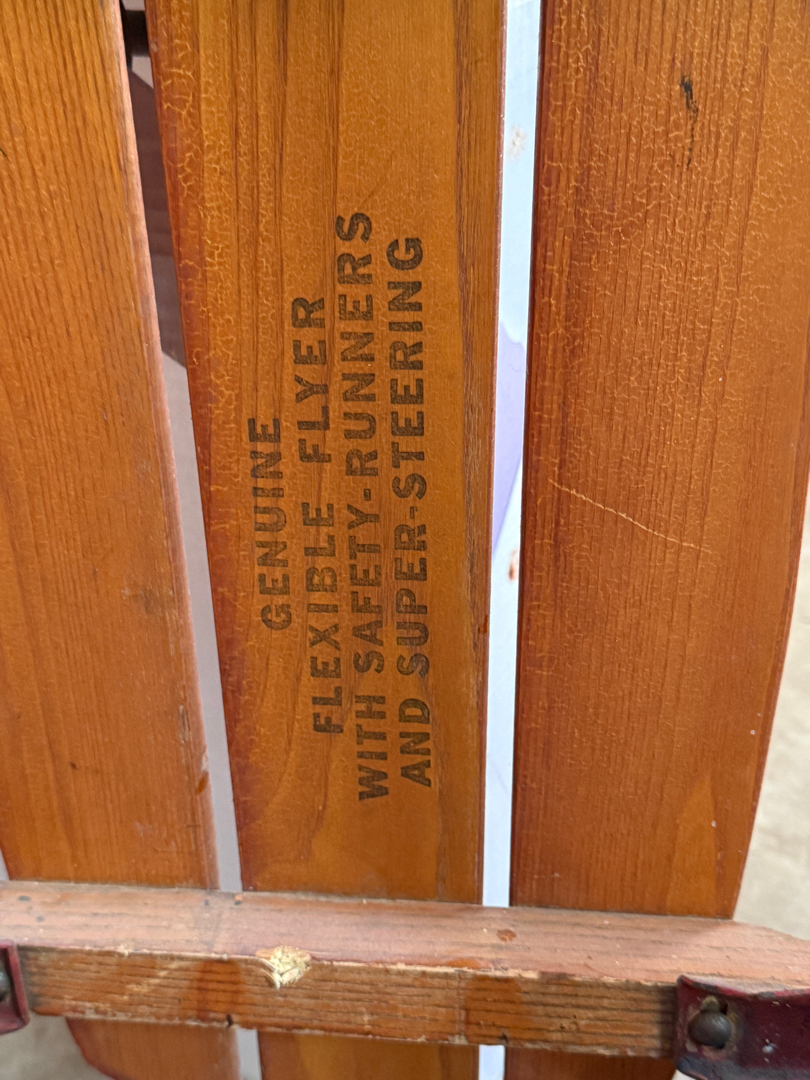 GENUINE
FLEXIBLE FLYER
WITH SAFETY-RUNNERS
AND SUPER-STEERING